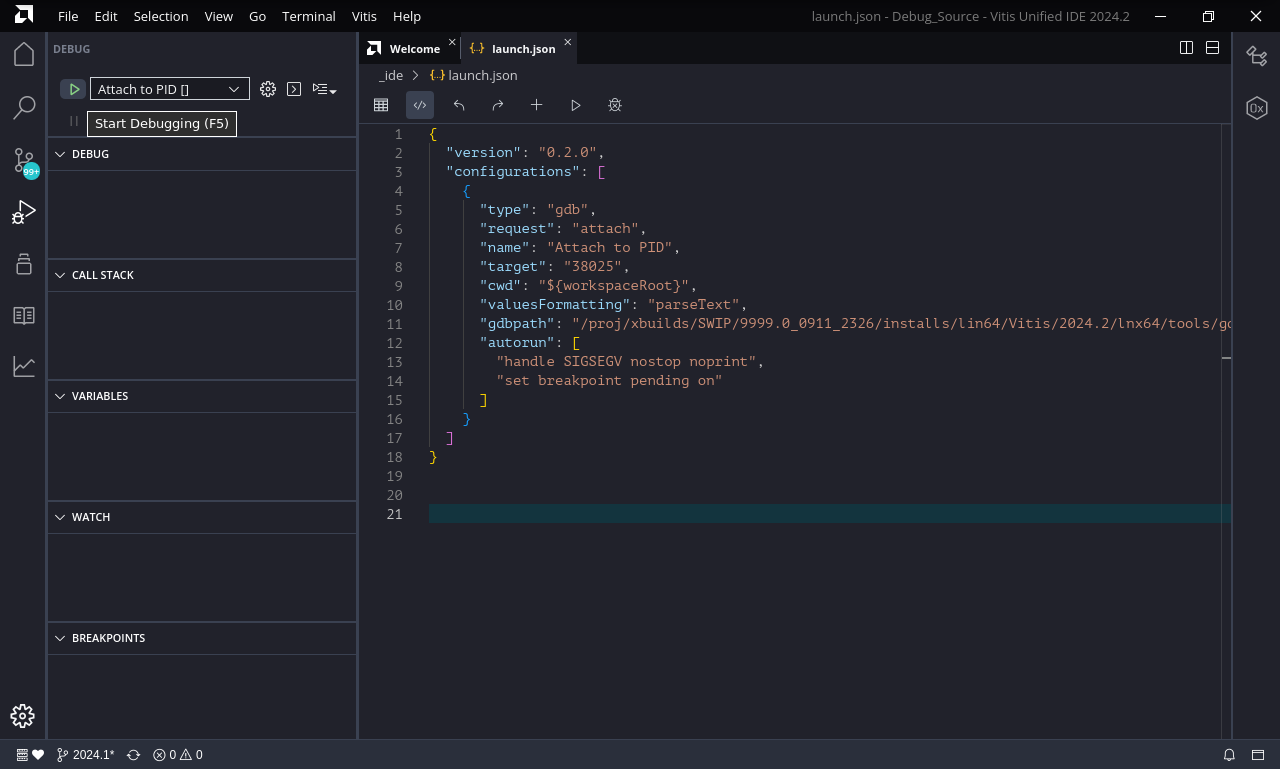 File Edit Selection View Go Terminal Vitis Help launch.json - Debug_Source - Vitis Unified IDE 2024.2
DEBUG
Attach to PID []
Start Debugging (F5)
DEBUG
CALL STACK
VARIABLES
WATCH
BREAKPOINTS
99+
Welcome {..} launch.json
_ide > {..} launch.json
1 {
2 "version": "0.2.0",
3 "configurations": [
4 {
5 "type": "gdb",
6 "request": "attach",
7 "name": "Attach to PID",
8 "target": "38025",
9 "cwd": "${workspaceRoot}",
10 "valuesFormatting": "parseText",
11 "gdbpath": "/proj/xbuilds/SWIP/9999.0_0911_2326/installs/lin64/Vitis/2024.2/lnx64/tools/gd
12 "autorun": [
13 "handle SIGSEGV nostop noprint",
14 "set breakpoint pending on"
15 ]
16 }
17 ]
18 }
19
20
21
0x
2024.1* 0 0